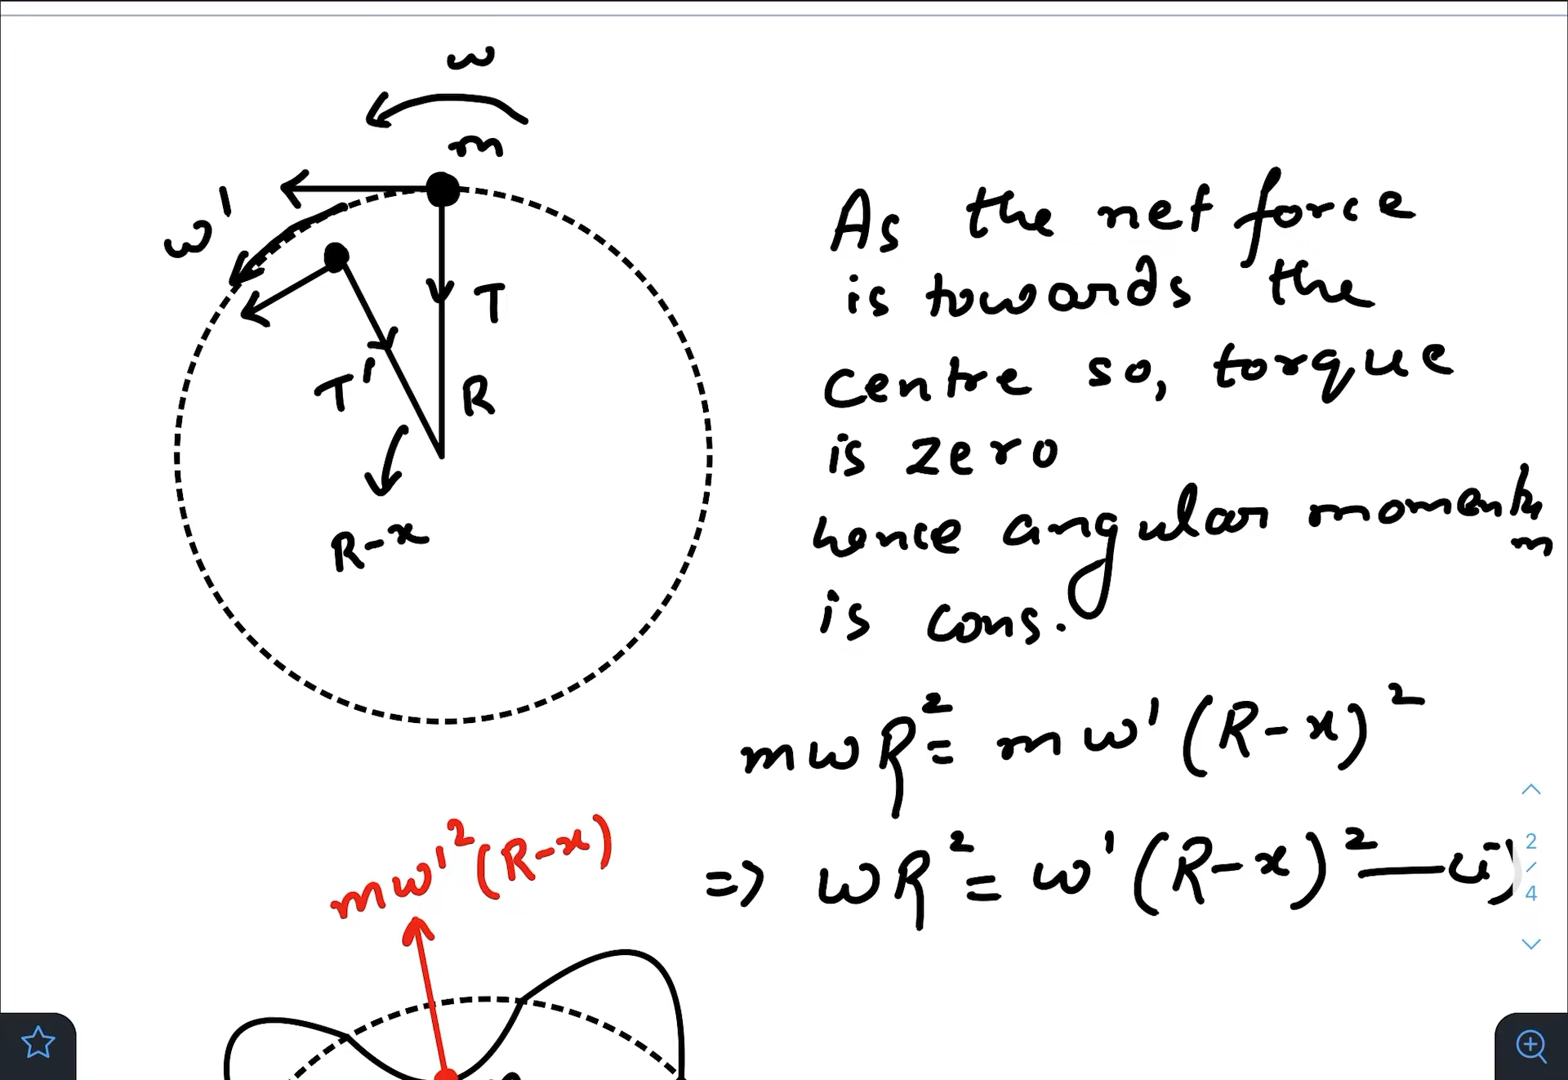 ω
m
ω'
T
T'
R
R-x
As the net force
is towards the
centre so, torque
is zero
hence angular momentum
is cons.
mωR² = mω'(R-x)²
mω'²(R-x)
=> ωR² = ω'(R-x)² — (i)
2
/
4